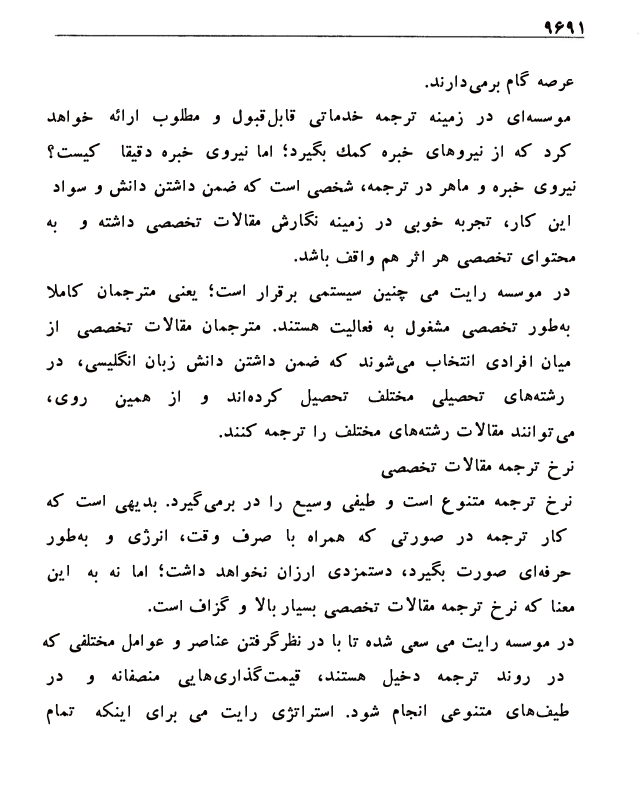 ۹۶۹۱
عرصه گام برمی‌دارند.
موسسه‌ای در زمینه ترجمه خدماتی قابل‌قبول و مطلوب ارائه خواهد
کرد که از نیروهای خبره کمک بگیرد؛ اما نیروی خبره دقیقا کیست؟
نیروی خبره و ماهر در ترجمه، شخصی است که ضمن داشتن دانش و سواد
این کار، تجربه خوبی در زمینه نگارش مقالات تخصصی داشته و به
محتوای تخصصی هر اثر هم واقف باشد.
در موسسه رایت می چنین سیستمی برقرار است؛ یعنی مترجمان کاملا
به‌طور تخصصی مشغول به فعالیت هستند. مترجمان مقالات تخصصی از
میان افرادی انتخاب می‌شوند که ضمن داشتن دانش زبان انگلیسی، در
رشته‌های تحصیلی مختلف تحصیل کرده‌اند و از همین روی،
می‌توانند مقالات رشته‌های مختلف را ترجمه کنند.
نرخ ترجمه مقالات تخصصی
نرخ ترجمه متنوع است و طیفی وسیع را در برمی‌گیرد. بدیهی است که
کار ترجمه در صورتی که همراه با صرف وقت، انرژی و به‌طور
حرفه‌ای صورت بگیرد، دستمزدی ارزان نخواهد داشت؛ اما نه به این
معنا که نرخ ترجمه مقالات تخصصی بسیار بالا و گزاف است.
در موسسه رایت می سعی شده تا با در نظرگرفتن عناصر و عوامل مختلفی که
در روند ترجمه دخیل هستند، قیمت‌گذاری‌هایی منصفانه و در
طیف‌های متنوعی انجام شود. استراتژی رایت می برای اینکه تمام